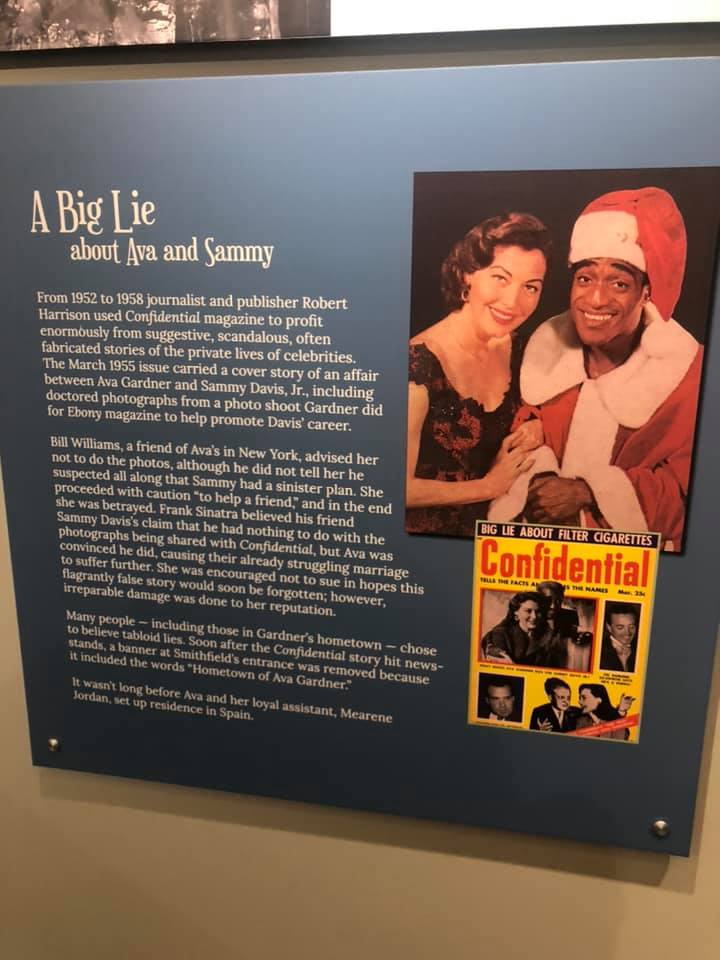 A Big Lie
about Ava and Sammy
From 1952 to 1958 journalist and publisher Robert
Harrison used Confidential magazine to profit
enormously from suggestive, scandalous, often
fabricated stories of the private lives of celebrities.
The March 1955 issue carried a cover story of an affair
between Ava Gardner and Sammy Davis, Jr., including
doctored photographs from a photo shoot Gardner did
for Ebony magazine to help promote Davis' career.
Bill Williams, a friend of Ava's in New York, advised her
not to do the photos, although he did not tell her he
suspected all along that Sammy had a sinister plan. She
proceeded with caution "to help a friend," and in the end
she was betrayed. Frank Sinatra believed his friend
Sammy Davis's claim that he had nothing to do with the
photographs being shared with Confidential, but Ava was
convinced he did, causing their already struggling marriage
to suffer further. She was encouraged not to sue in hopes this
flagrantly false story would soon be forgotten; however,
irreparable damage was done to her reputation.
Many people — including those in Gardner's hometown — chose
to believe tabloid lies. Soon after the Confidential story hit news-
stands, a banner at Smithfield's entrance was removed because
it included the words "Hometown of Ava Gardner."
It wasn't long before Ava and her loyal assistant, Mearene
Jordan, set up residence in Spain.
BIG LIE ABOUT FILTER CIGARETTES
Confidential
TELLS THE FACTS THE NAMES
Mar. 25c